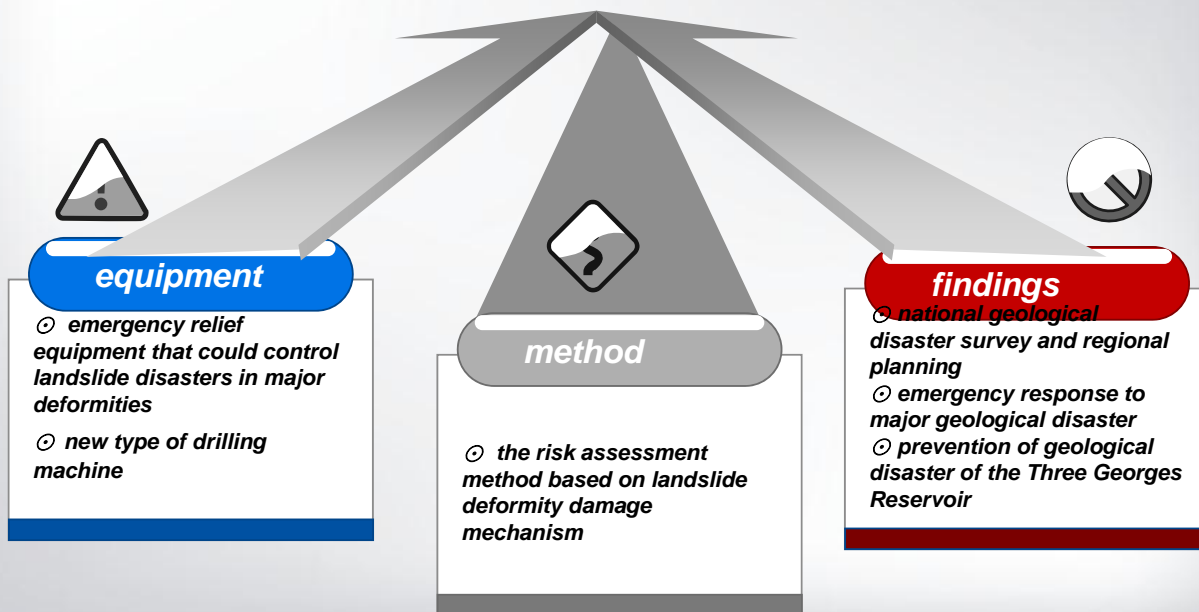 equipment
⊙ emergency relief
equipment that could control
landslide disasters in major
deformities
⊙ new type of drilling
machine
method
⊙ the risk assessment
method based on landslide
deformity damage
mechanism
findings
⊙ national geological
disaster survey and regional
planning
⊙ emergency response to
major geological disaster
⊙ prevention of geological
disaster of the Three Georges
Reservoir